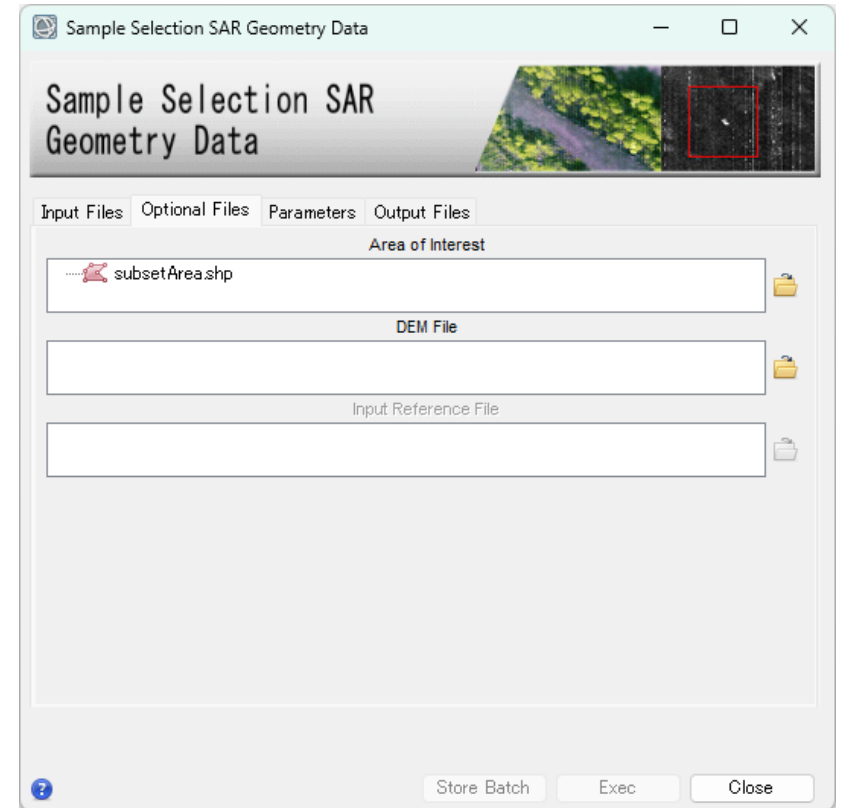 Sample Selection SAR Geometry Data
Sample Selection SAR
Geometry Data
Input Files Optional Files Parameters Output Files
Area of Interest
subsetArea.shp
DEM File
Input Reference File
?
Store Batch Exec Close